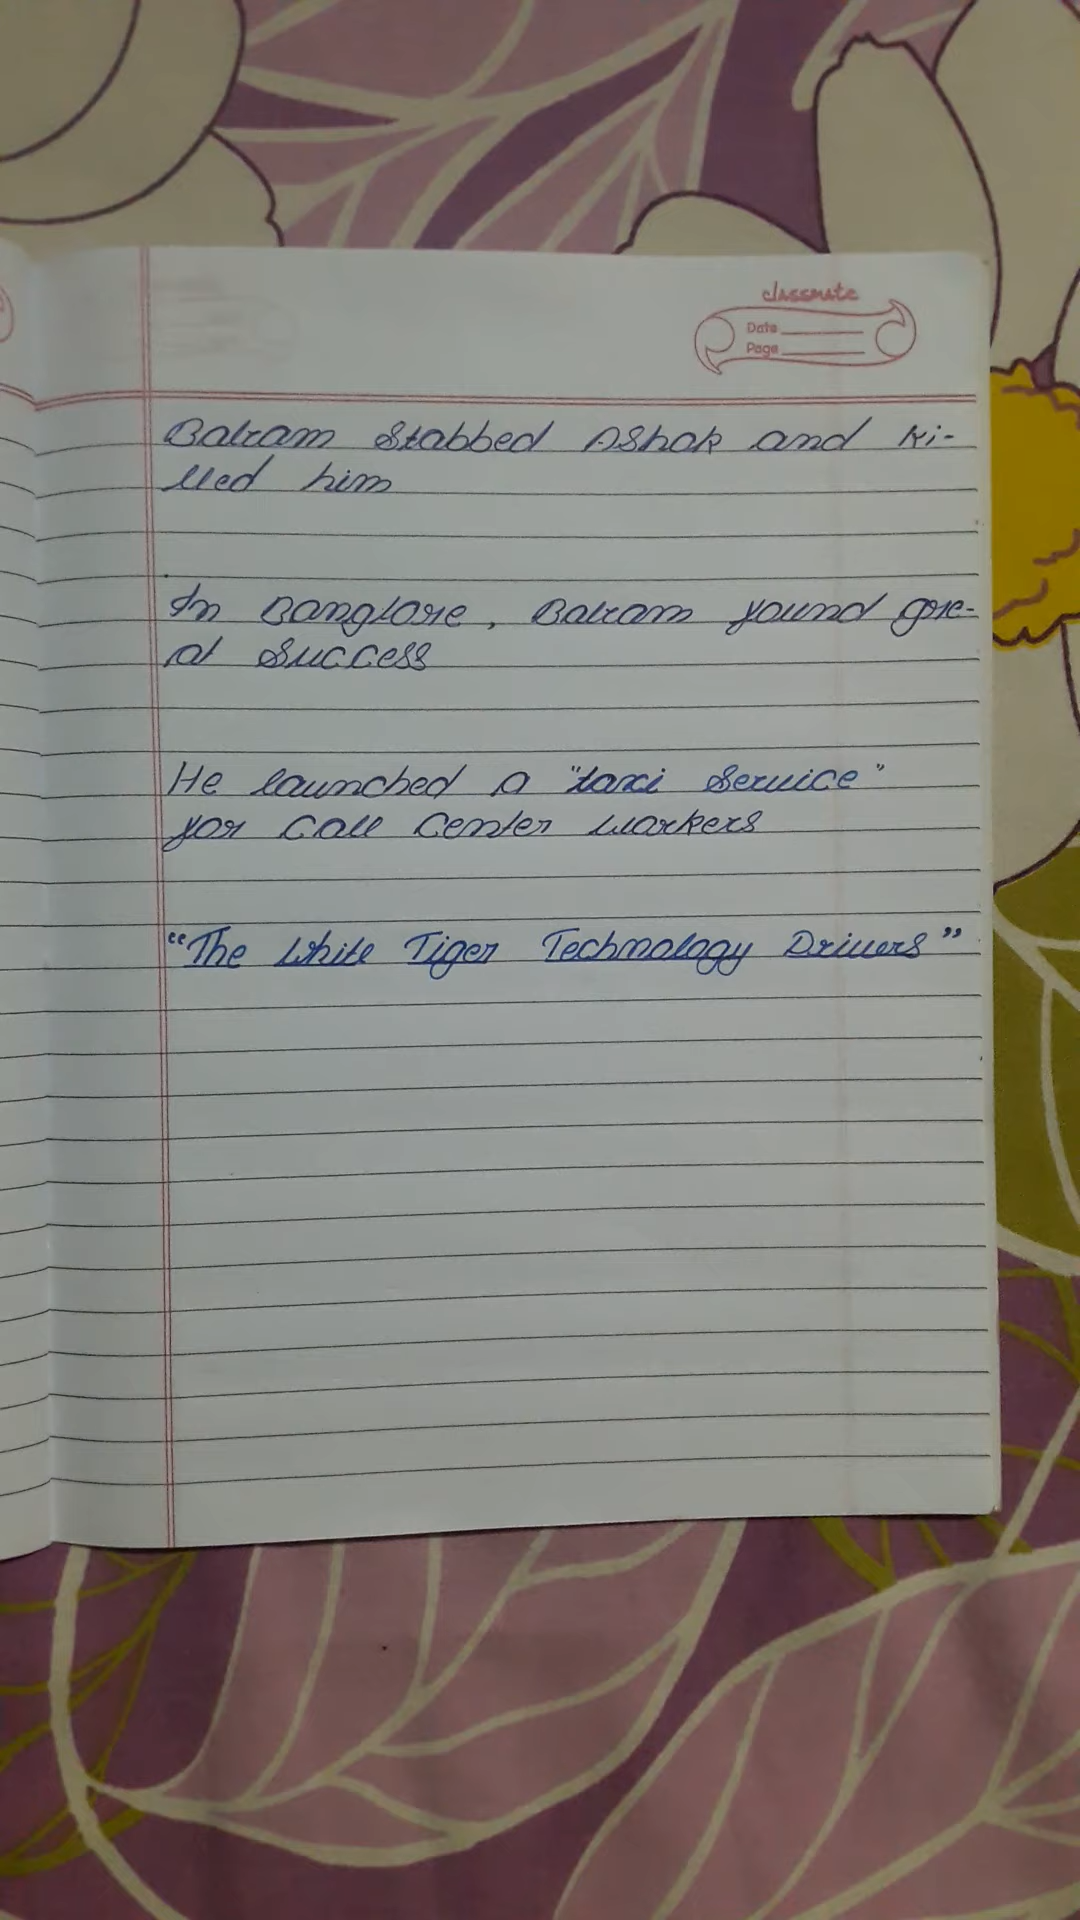 classmate
Date
Page
Balram Stabbed Ashok and ki-
lled him
In Banglore, Balram found gre-
at Success
He launched a "taxi Service"
for Call Center workers
"The White Tiger Technology Drivers"